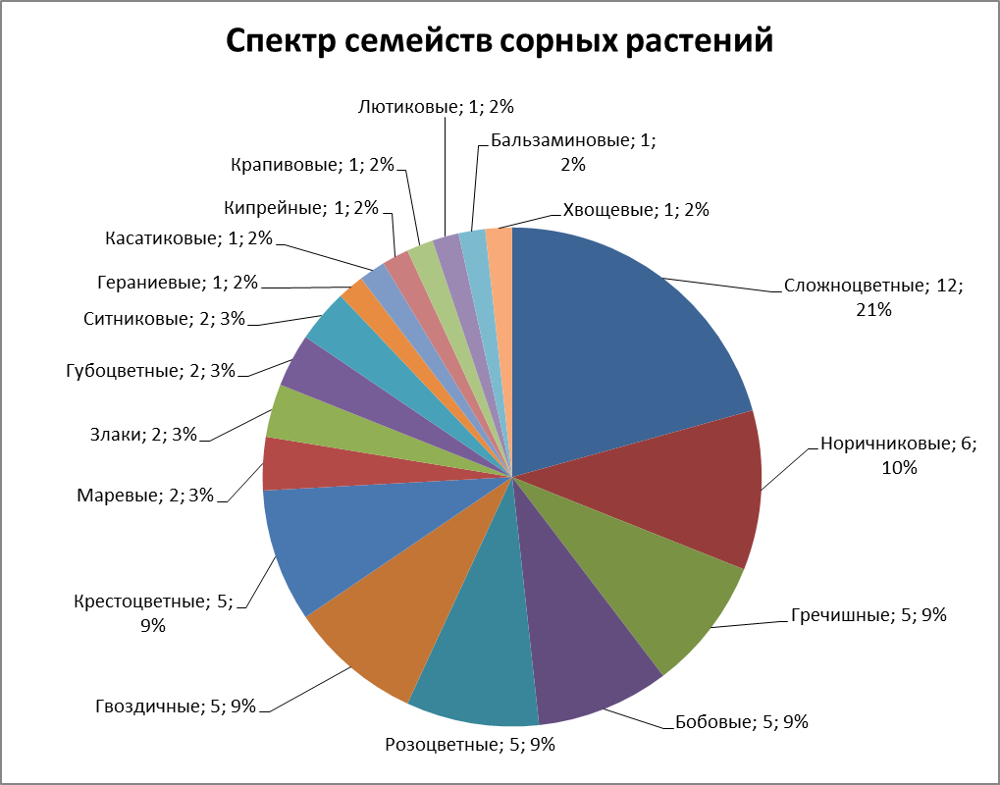 Спектр семейств сорных растений
Лютиковые; 1; 2%
Бальзаминовые; 1;
2%
Крапивовые; 1; 2%
Кипрейные; 1; 2%
Хвощевые; 1; 2%
Касатиковые; 1; 2%
Гераниевые; 1; 2%
Сложноцветные; 12;
21%
Ситниковые; 2; 3%
Губоцветные; 2; 3%
Злаки; 2; 3%
Норичниковые; 6;
10%
Маревые; 2; 3%
Крестоцветные; 5;
9%
Гречишные; 5; 9%
Гвоздичные; 5; 9%
Бобовые; 5; 9%
Розоцветные; 5; 9%